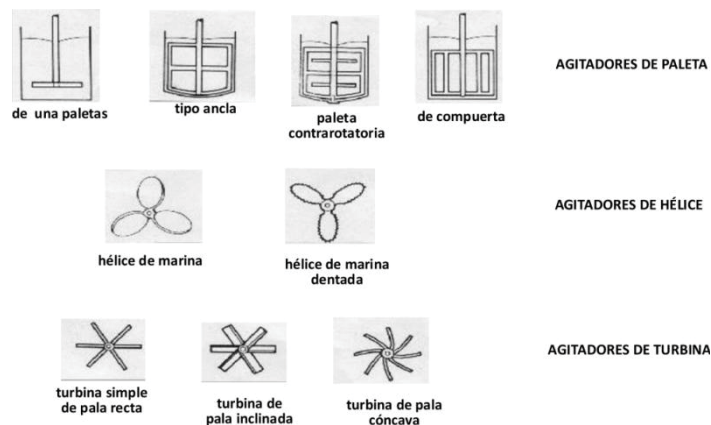 AGITADORES DE PALETA
de una paletas
tipo ancla
paleta
contrarotatoria
de compuerta
AGITADORES DE HÉLICE
hélice de marina
hélice de marina
dentada
AGITADORES DE TURBINA
turbina simple
de pala recta
turbina de
pala inclinada
turbina de pala
cóncava